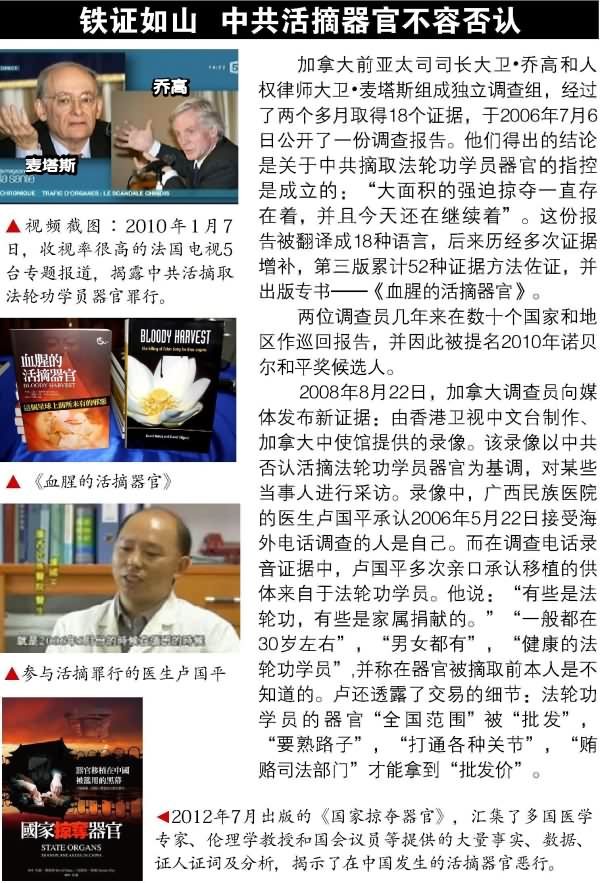 铁证如山 中共活摘器官不容否认
乔高
麦塔斯
la santé
CHRONIQUE TRAFIC D'ORGANES : LE SCANDALE CHINOIS
▲视频截图：2010年1月7
日，收视率很高的法国电视5
台专题报道，揭露中共活摘取
法轮功学员器官罪行。
血腥的
活摘器官
BLOODY HARVEST
這個星球上前所未有的邪惡
BLOODY HARVEST
▲《血腥的活摘器官》
▲参与活摘罪行的医生卢国平
器官移植在中國
被濫用的黑幕
國家掠奪器官
STATE ORGANS
TRANSPLANT ABUSE IN CHINA
加拿大前亚太司司长大卫•乔高和人
权律师大卫•麦塔斯组成独立调查组，经过
了两个多月取得18个证据，于2006年7月6
日公开了一份调查报告。他们得出的结论
是关于中共摘取法轮功学员器官的指控
是成立的：“大面积的强迫掠夺一直存
在着，并且今天还在继续着”。这份报
告被翻译成18种语言，后来历经多次证据
增补，第三版累计52种证据方法佐证，并
出版专书——《血腥的活摘器官》。
两位调查员几年来在数十个国家和地
区作巡回报告，并因此被提名2010年诺贝
尔和平奖候选人。
2008年8月22日，加拿大调查员向媒
体发布新证据：由香港卫视中文台制作、
加拿大中使馆提供的录像。该录像以中共
否认活摘法轮功学员器官为基调，对某些
当事人进行采访。录像中，广西民族医院
的医生卢国平承认2006年5月22日接受海
外电话调查的人是自己。而在调查电话录
音证据中，卢国平多次亲口承认移植的供
体来自于法轮功学员。他说：“有些是法
轮功，有些是家属捐献的。”“一般都在
30岁左右”，“男女都有”，“健康的法
轮功学员”,并称在器官被摘取前本人是不
知道的。卢还透露了交易的细节：法轮功
学员的器官“全国范围”被“批发”，
“要熟路子”，“打通各种关节”，“贿
赂司法部门”才能拿到“批发价”。
◀2012年7月出版的《国家掠夺器官》，汇集了多国医学
专家、伦理学教授和国会议员等提供的大量事实、数据、
证人证词及分析，揭示了在中国发生的活摘器官恶行。